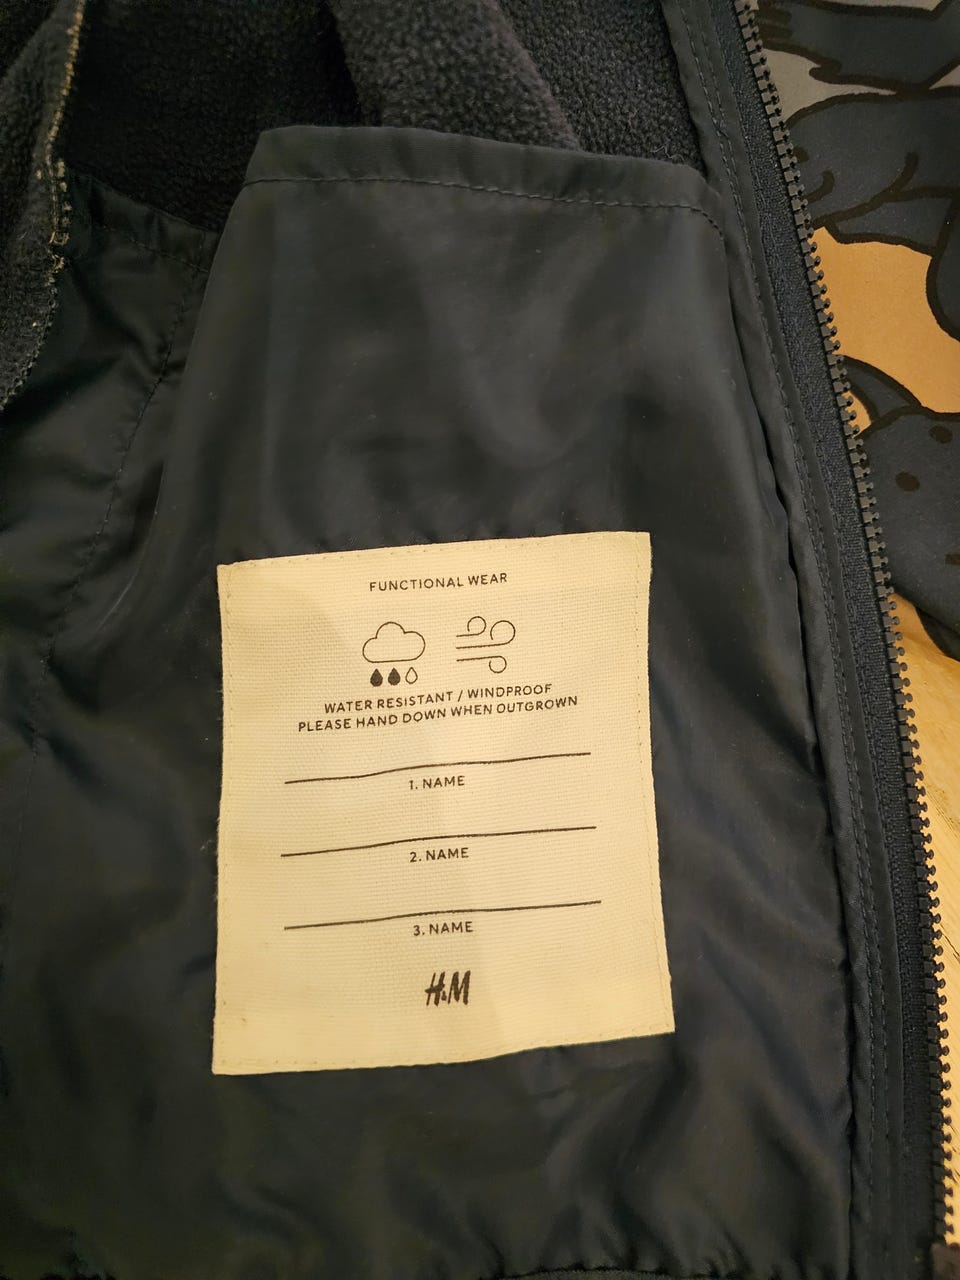 FUNCTIONAL WEAR
WATER RESISTANT / WINDPROOF
PLEASE HAND DOWN WHEN OUTGROWN
1. NAME
2. NAME
3. NAME
H&M